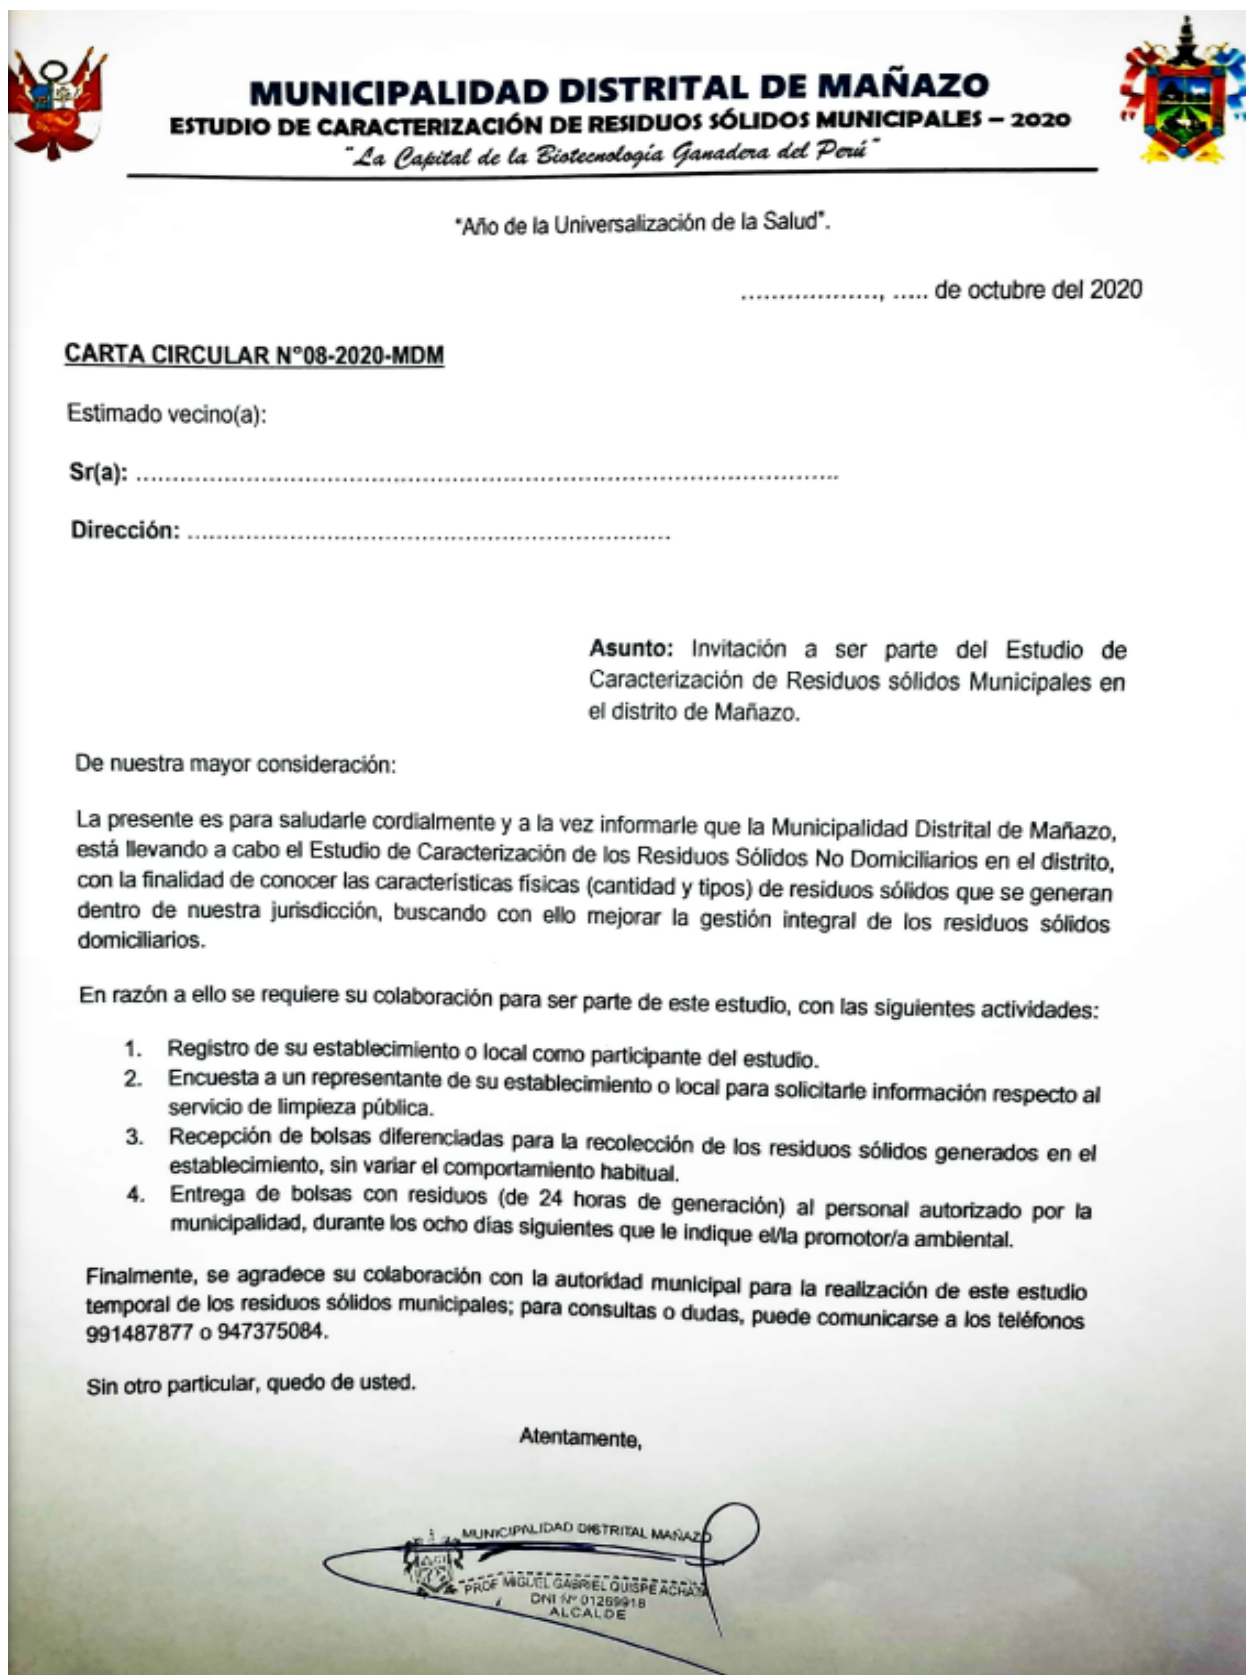 MUNICIPALIDAD DISTRITAL DE MAÑAZO
ESTUDIO DE CARACTERIZACIÓN DE RESIDUOS SÓLIDOS MUNICIPALES – 2020
"La Capital de la Biotecnología Ganadera del Perú"
"Año de la Universalización de la Salud".
..................., ..... de octubre del 2020
CARTA CIRCULAR N°08-2020-MDM
Estimado vecino(a):
Sr(a): ................................................................................................
Dirección: ..................................................................
Asunto: Invitación a ser parte del Estudio de
Caracterización de Residuos sólidos Municipales en
el distrito de Mañazo.
De nuestra mayor consideración:
La presente es para saludarle cordialmente y a la vez informarle que la Municipalidad Distrital de Mañazo,
está llevando a cabo el Estudio de Caracterización de los Residuos Sólidos No Domiciliarios en el distrito,
con la finalidad de conocer las características físicas (cantidad y tipos) de residuos sólidos que se generan
dentro de nuestra jurisdicción, buscando con ello mejorar la gestión integral de los residuos sólidos
domiciliarios.
En razón a ello se requiere su colaboración para ser parte de este estudio, con las siguientes actividades:
1. Registro de su establecimiento o local como participante del estudio.
2. Encuesta a un representante de su establecimiento o local para solicitarle información respecto al
servicio de limpieza pública.
3. Recepción de bolsas diferenciadas para la recolección de los residuos sólidos generados en el
establecimiento, sin variar el comportamiento habitual.
4. Entrega de bolsas con residuos (de 24 horas de generación) al personal autorizado por la
municipalidad, durante los ocho días siguientes que le indique el/la promotor/a ambiental.
Finalmente, se agradece su colaboración con la autoridad municipal para la realización de este estudio
temporal de los residuos sólidos municipales; para consultas o dudas, puede comunicarse a los teléfonos
991487877 o 947375084.
Sin otro particular, quedo de usted.
Atentamente,
MUNICIPALIDAD DISTRITAL MAÑAZO
PROF MIGUEL GABRIEL QUISPE ACHATA
DNI Nº 01269918
ALCALDE